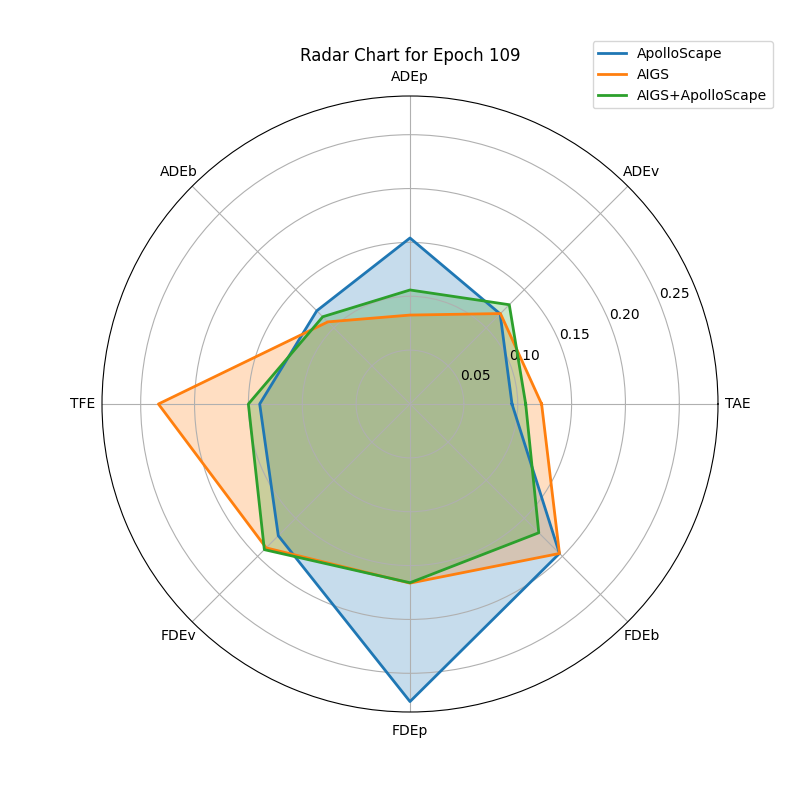 Radar Chart for Epoch 109
ApolloScape
AIGS
AIGS+ApolloScape
ADEp
ADEb
ADEv
0.25
0.20
0.15
0.10
0.05
TFE
TAE
FDEv
FDEb
FDEp